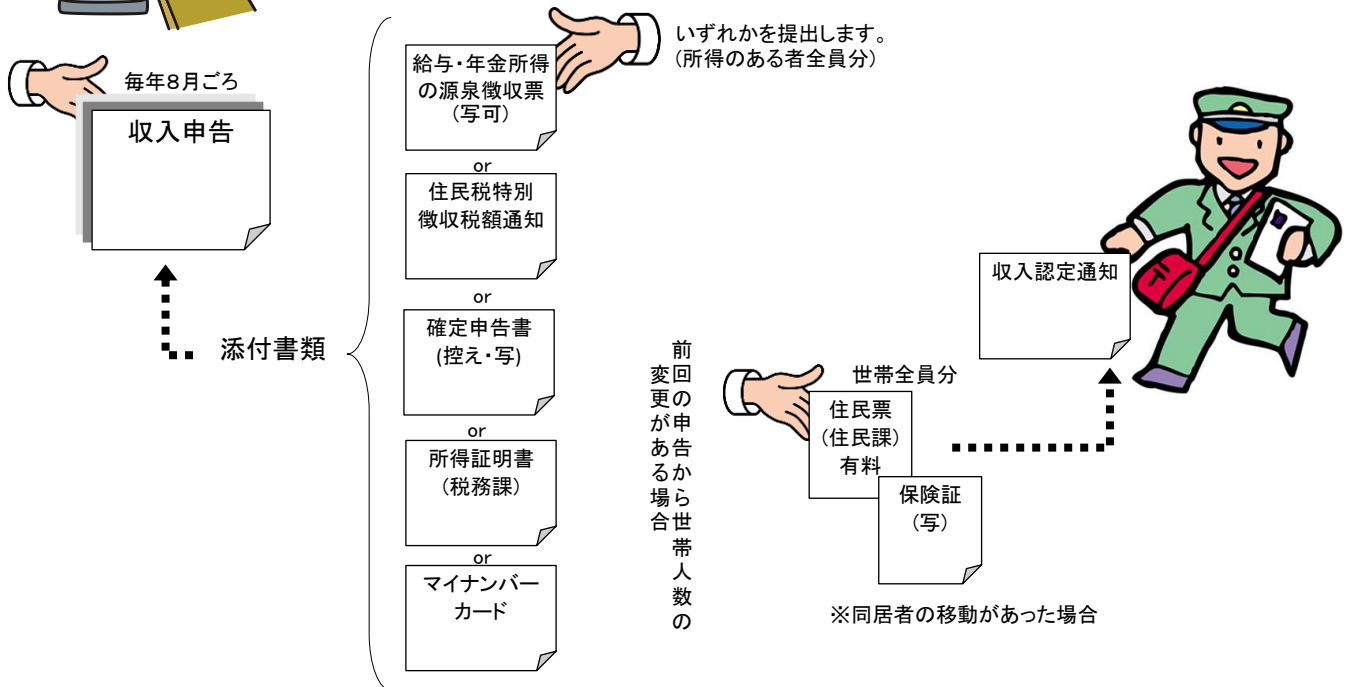 毎年8月ごろ
収入申告
添付書類
いずれかを提出します。
(所得のある者全員分)
給与・年金所得
の源泉徴収票
(写可)
or
住民税特別
徴収税額通知
or
確定申告書
(控え・写)
or
所得証明書
(税務課)
or
マイナンバー
カード
前回の申告から世帯人数の
変更がある場合
世帯全員分
住民票
(住民課)
有料
保険証
(写)
※同居者の移動があった場合
収入認定通知
〒